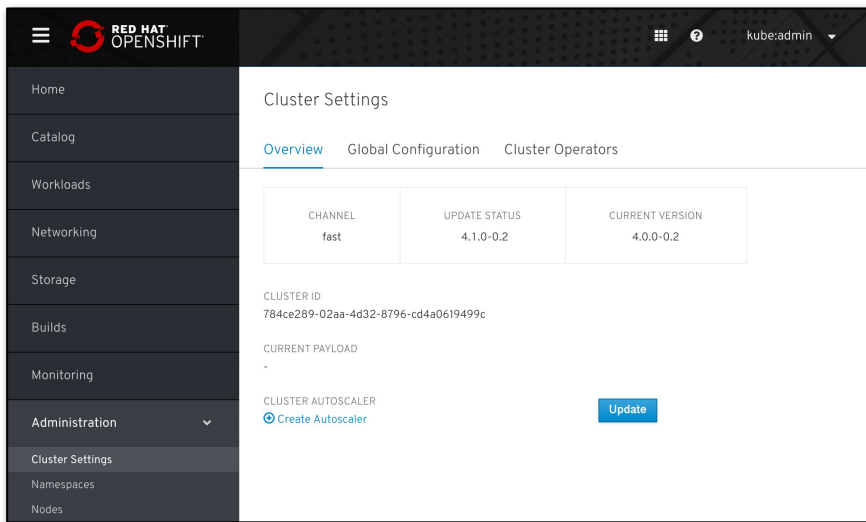 RED HAT
OPENSHIFT
kube:admin
Home
Catalog
Workloads
Networking
Storage
Builds
Monitoring
Administration
Cluster Settings
Namespaces
Nodes
Cluster Settings
Overview Global Configuration Cluster Operators
CHANNEL UPDATE STATUS CURRENT VERSION
fast 4.1.0-0.2 4.0.0-0.2
CLUSTER ID
784ce289-02aa-4d32-8796-cd4a0619499c
CURRENT PAYLOAD
-
CLUSTER AUTOSCALER
Create Autoscaler
Update